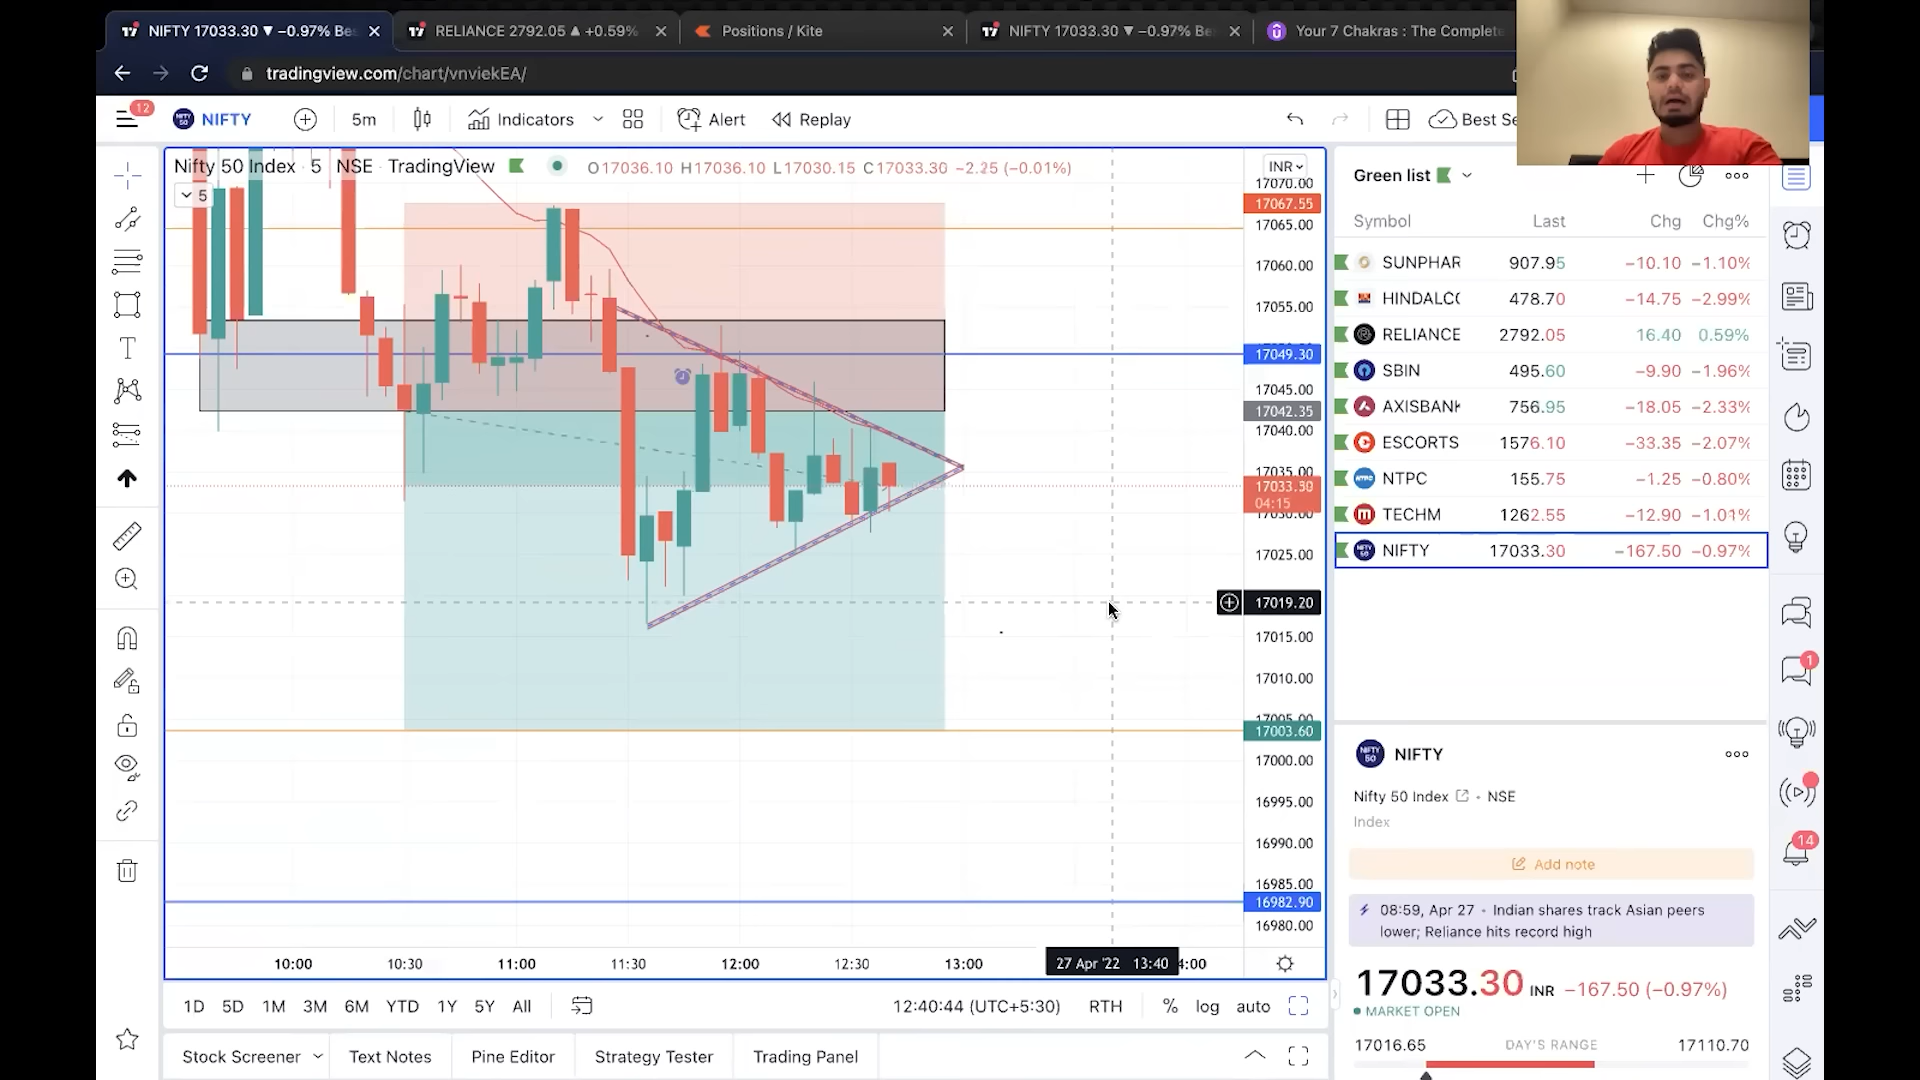 NIFTY 17033.30 ▼ −0.97% Be
RELIANCE 2792.05 ▲ +0.59%
Positions / Kite
NIFTY 17033.30 ▼ −0.97% Be
Your 7 Chakras : The Complete
tradingview.com/chart/vnviekEA/
12
NIFTY
5m
Indicators
Alert
Replay
Best Se
Nifty 50 Index · 5 NSE TradingView
O17036.10 H17036.10 L17030.15 C17033.30 −2.25 (−0.01%)
5
INR
17070.00
17067.55
17065.00
17060.00
17055.00
17049.30
17045.00
17042.35
17040.00
17035.00
17033.30
04:15
17030.00
17025.00
17019.20
17015.00
17010.00
17005.00
17003.60
17000.00
16995.00
16990.00
16985.00
16982.90
16980.00
10:00 10:30 11:00 11:30 12:00 12:30 13:00 27 Apr '22 13:40 4:00
1D 5D 1M 3M 6M YTD 1Y 5Y All
12:40:44 (UTC+5:30) RTH % log auto
Stock Screener Text Notes Pine Editor Strategy Tester Trading Panel
Green list
Symbol Last Chg Chg%
SUNPHAR 907.95 −10.10 −1.10%
HINDALC 478.70 −14.75 −2.99%
RELIANCE 2792.05 16.40 0.59%
SBIN 495.60 −9.90 −1.96%
AXISBANK 756.95 −18.05 −2.33%
ESCORTS 1576.10 −33.35 −2.07%
NTPC 155.75 −1.25 −0.80%
TECHM 1262.55 −12.90 −1.01%
NIFTY 17033.30 −167.50 −0.97%
NIFTY
Nifty 50 Index · NSE
Index
Add note
08:59, Apr 27 · Indian shares track Asian peers
lower; Reliance hits record high
17033.30 INR −167.50 (−0.97%)
MARKET OPEN
17016.65 DAY'S RANGE 17110.70
1
14